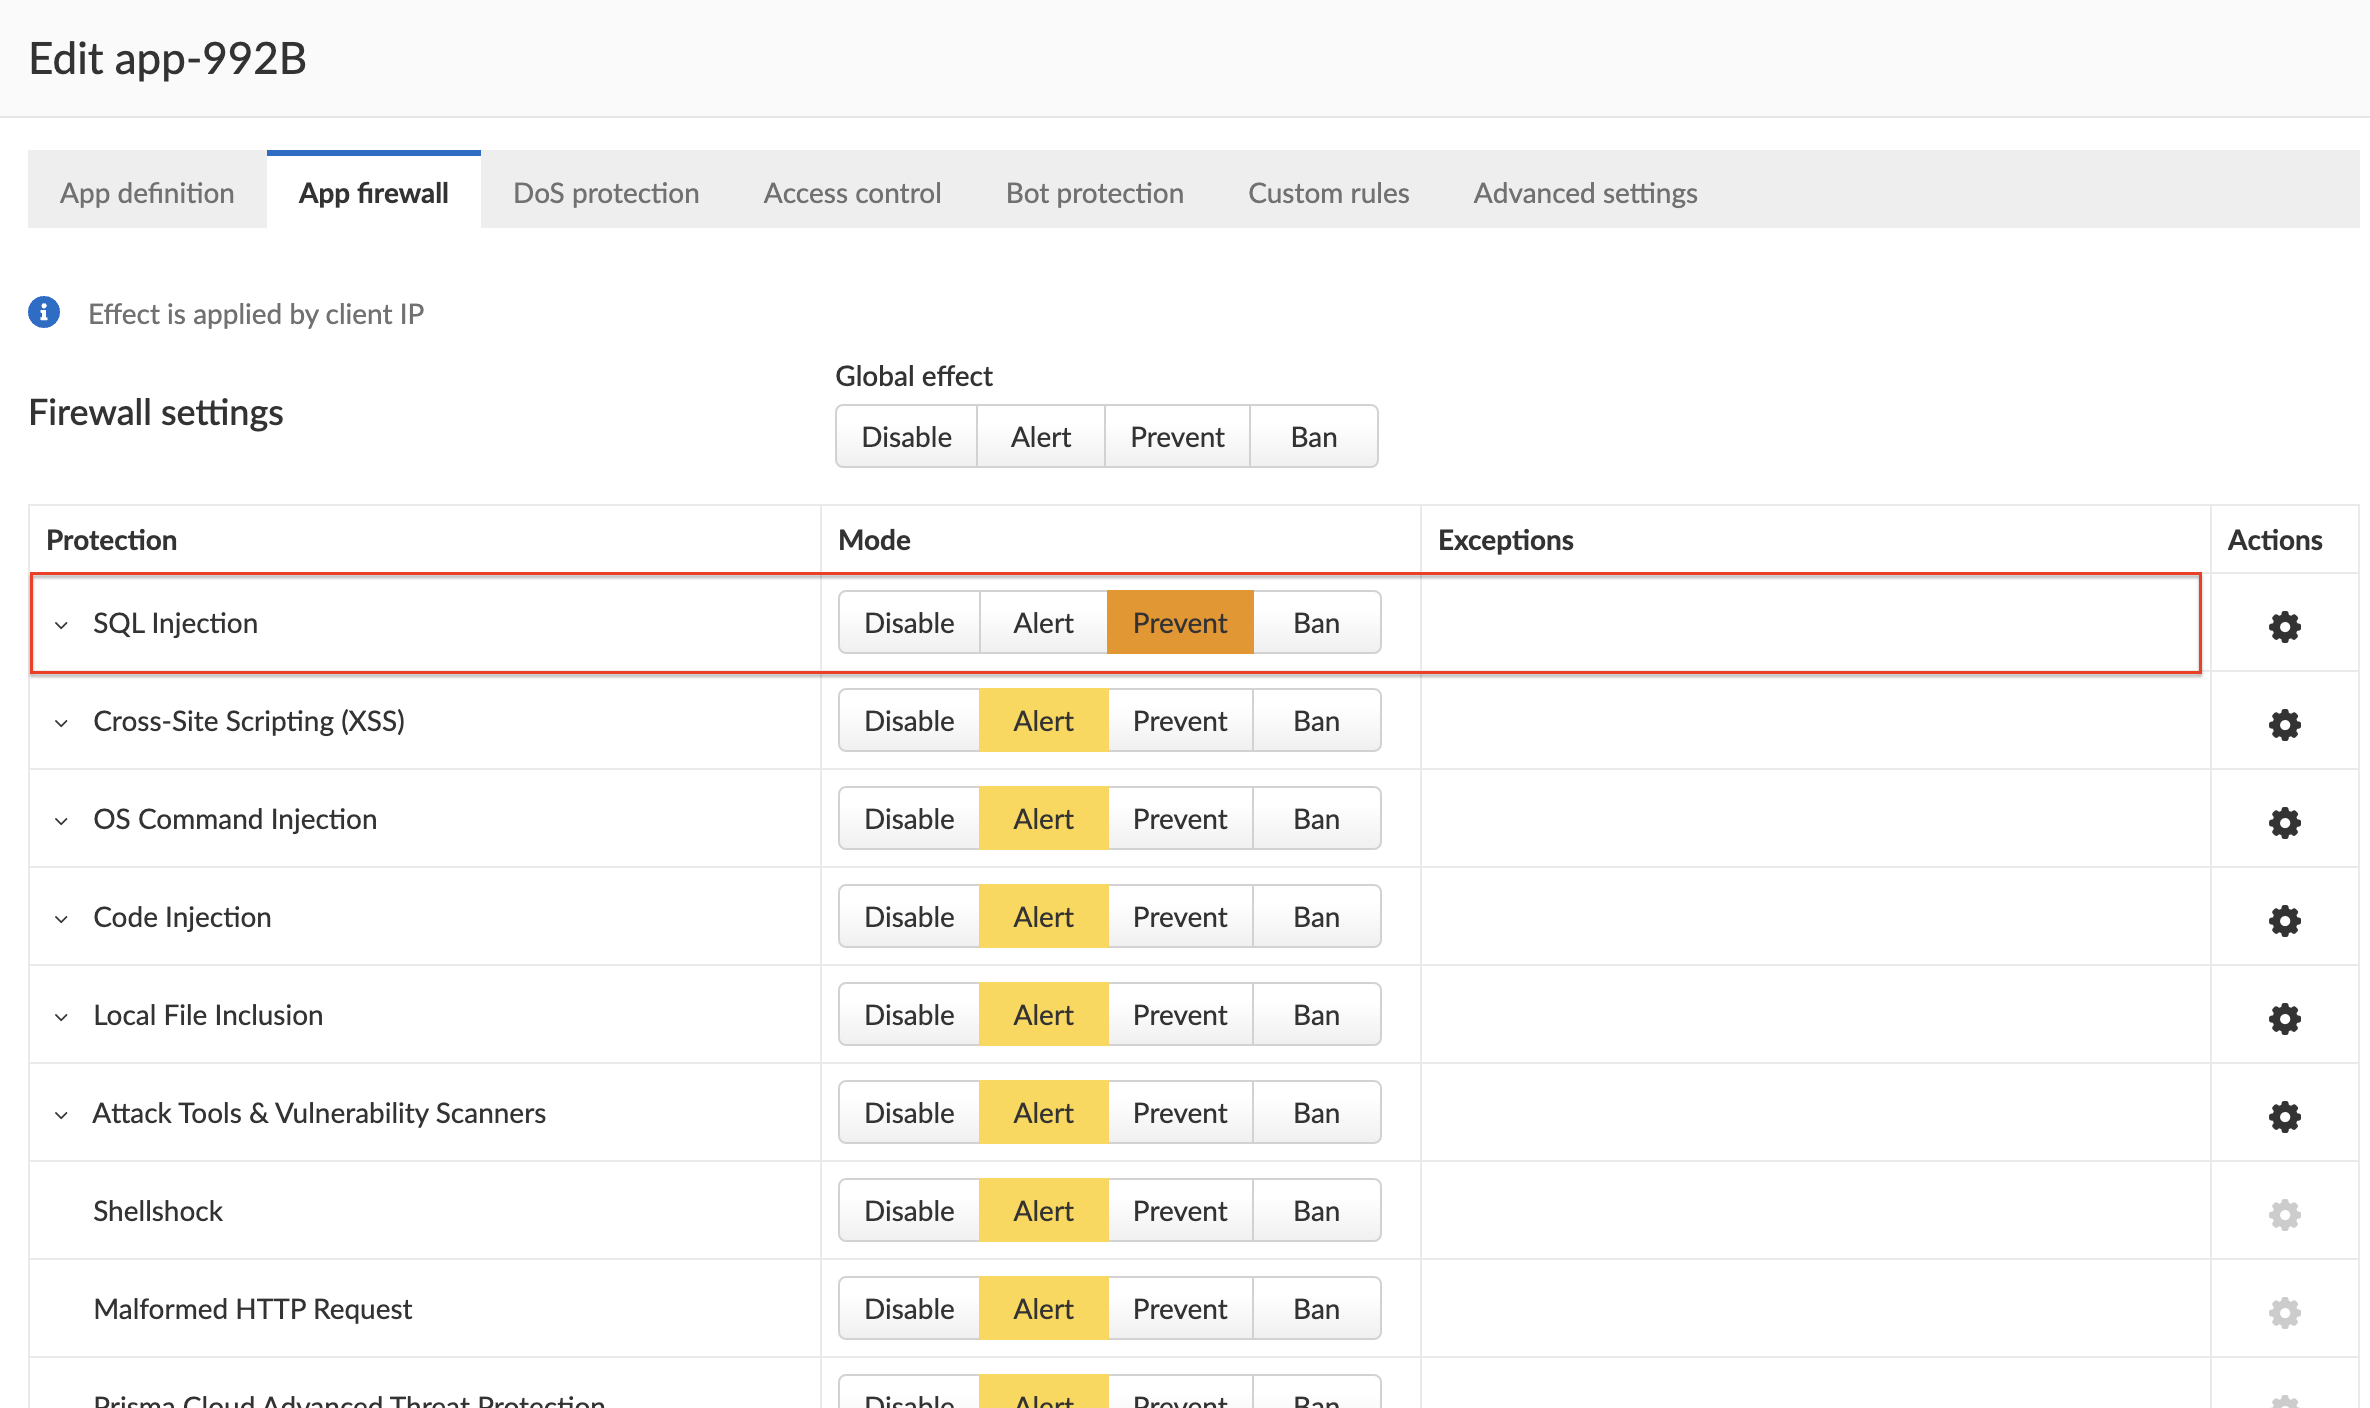 Edit app-992B
App definition App firewall DoS protection Access control Bot protection Custom rules Advanced settings
Effect is applied by client IP
Global effect
Firewall settings
Disable Alert Prevent Ban
Protection Mode Exceptions Actions
SQL Injection Disable Alert Prevent Ban
Cross-Site Scripting (XSS) Disable Alert Prevent Ban
OS Command Injection Disable Alert Prevent Ban
Code Injection Disable Alert Prevent Ban
Local File Inclusion Disable Alert Prevent Ban
Attack Tools & Vulnerability Scanners Disable Alert Prevent Ban
Shellshock Disable Alert Prevent Ban
Malformed HTTP Request Disable Alert Prevent Ban
Prisma Cloud Advanced Threat Protection Disable Alert Prevent Ban